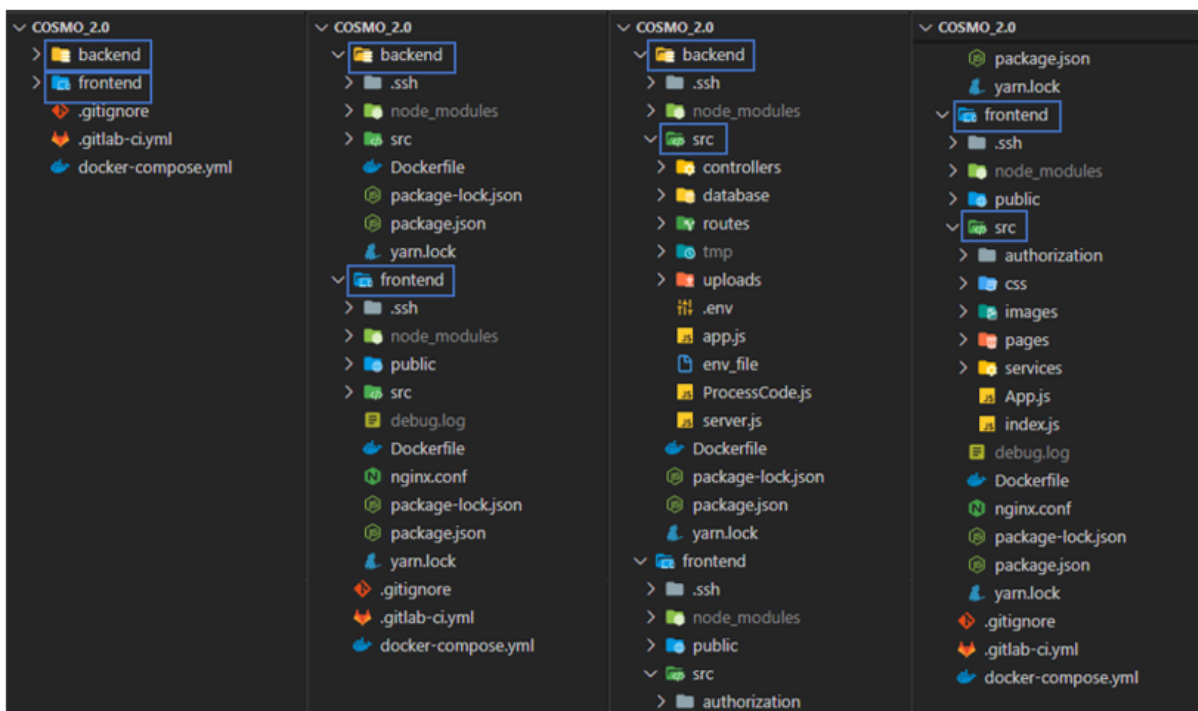 COSMO_2.0
backend
frontend
.gitignore
.gitlab-ci.yml
docker-compose.yml
COSMO_2.0
backend
.ssh
node_modules
src
Dockerfile
package-lock.json
package.json
yarn.lock
frontend
.ssh
node_modules
public
src
debug.log
Dockerfile
nginx.conf
package-lock.json
package.json
yarn.lock
.gitignore
.gitlab-ci.yml
docker-compose.yml
COSMO_2.0
backend
.ssh
node_modules
src
controllers
database
routes
tmp
uploads
.env
app.js
env_file
ProcessCode.js
server.js
Dockerfile
package-lock.json
package.json
yarn.lock
frontend
.ssh
node_modules
public
src
authorization
COSMO_2.0
package.json
yarn.lock
frontend
.ssh
node_modules
public
src
authorization
css
images
pages
services
App.js
index.js
debug.log
Dockerfile
nginx.conf
package-lock.json
package.json
yarn.lock
.gitignore
.gitlab-ci.yml
docker-compose.yml